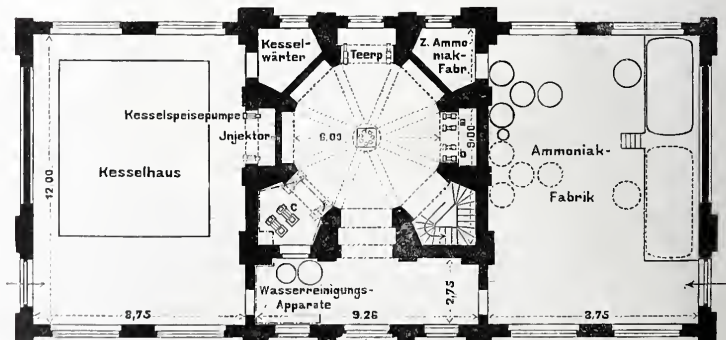 Kessel-
wärter
Teerp.
Z. Ammo
niak-
Fabr.
Kesselspeisepumpe
Jnjektor
6,00
9,00
Kesselhaus
12 00
Ammoniak-
Fabrik
C
Wasserreinigungs-
Apparate
2,75
8,75
9.26
8,75